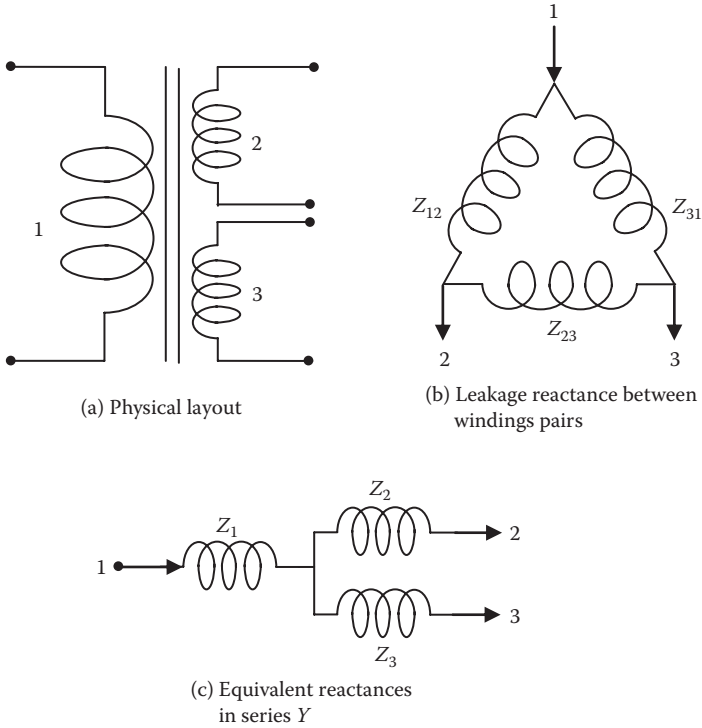 1
2
3
(a) Physical layout
1
Z12
Z31
Z23
2
3
(b) Leakage reactance between
windings pairs
1
Z1
Z2
2
Z3
3
(c) Equivalent reactances
in series Y